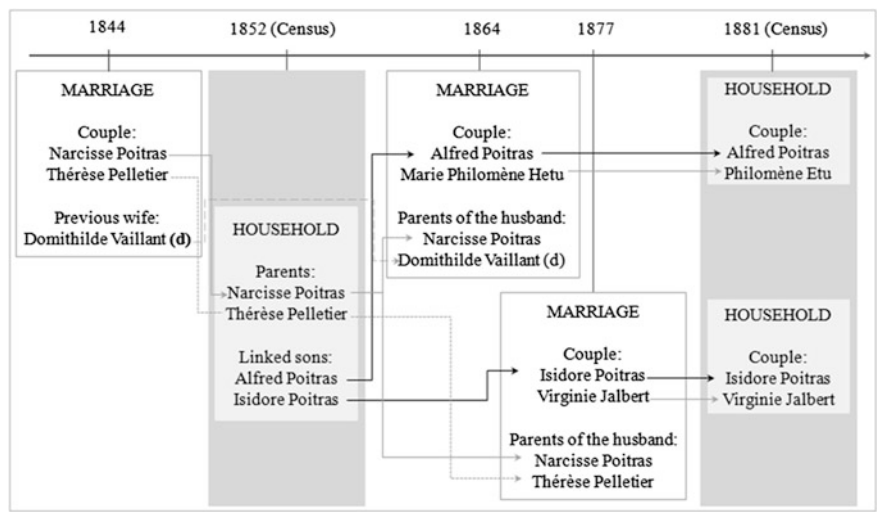 1844
1852 (Census)
1864
1877
1881 (Census)
MARRIAGE
Couple:
Narcisse Poitras
Thérèse Pelletier
Previous wife:
Domithilde Vaillant (d)
HOUSEHOLD
Parents:
Narcisse Poitras
Thérèse Pelletier
Linked sons:
Alfred Poitras
Isidore Poitras
MARRIAGE
Couple:
Alfred Poitras
Marie Philomène Hetu
Parents of the husband:
Narcisse Poitras
Domithilde Vaillant (d)
MARRIAGE
Couple:
Isidore Poitras
Virginie Jalbert
Parents of the husband:
Narcisse Poitras
Thérèse Pelletier
HOUSEHOLD
Couple:
Alfred Poitras
Philomène Etu
HOUSEHOLD
Couple:
Isidore Poitras
Virginie Jalbert